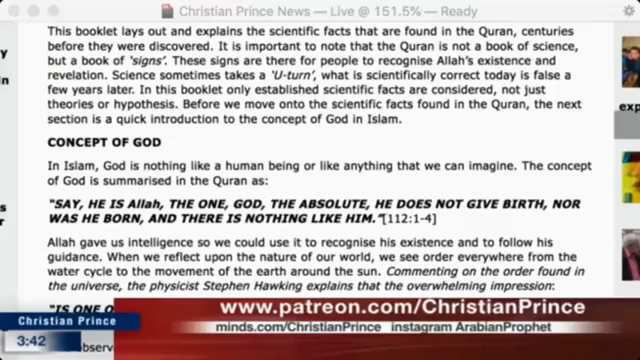 Christian Prince News — Live @ 151.5% — Ready
This booklet lays out and explains the scientific facts that are found in the Quran, centuries
before they were discovered. It is important to note that the Quran is not a book of science,
but a book of ‘signs’. These signs are there for people to recognise Allah’s existence and
revelation. Science sometimes takes a ‘U-turn’, what is scientifically correct today is false a
few years later. In this booklet only established scientific facts are considered, not just
theories or hypothesis. Before we move onto the scientific facts found in the Quran, the next
section is a quick introduction to the concept of God in Islam.
CONCEPT OF GOD
In Islam, God is nothing like a human being or like anything that we can imagine. The concept
of God is summarised in the Quran as:
“SAY, HE IS Allah, THE ONE, GOD, THE ABSOLUTE, HE DOES NOT GIVE BIRTH, NOR
WAS HE BORN, AND THERE IS NOTHING LIKE HIM.”[112:1-4]
Allah gave us intelligence so we could use it to recognise his existence and to follow his
guidance. When we reflect upon the nature of our world, we see order everywhere from the
water cycle to the movement of the earth around the sun. Commenting on the order found in
the universe, the physicist Stephen Hawking explains that the overwhelming impression:
“IS ONE O
www.patreon.com/ChristianPrince
minds.com/ChristianPrince instagram ArabianProphet
Christian Prince
3:42